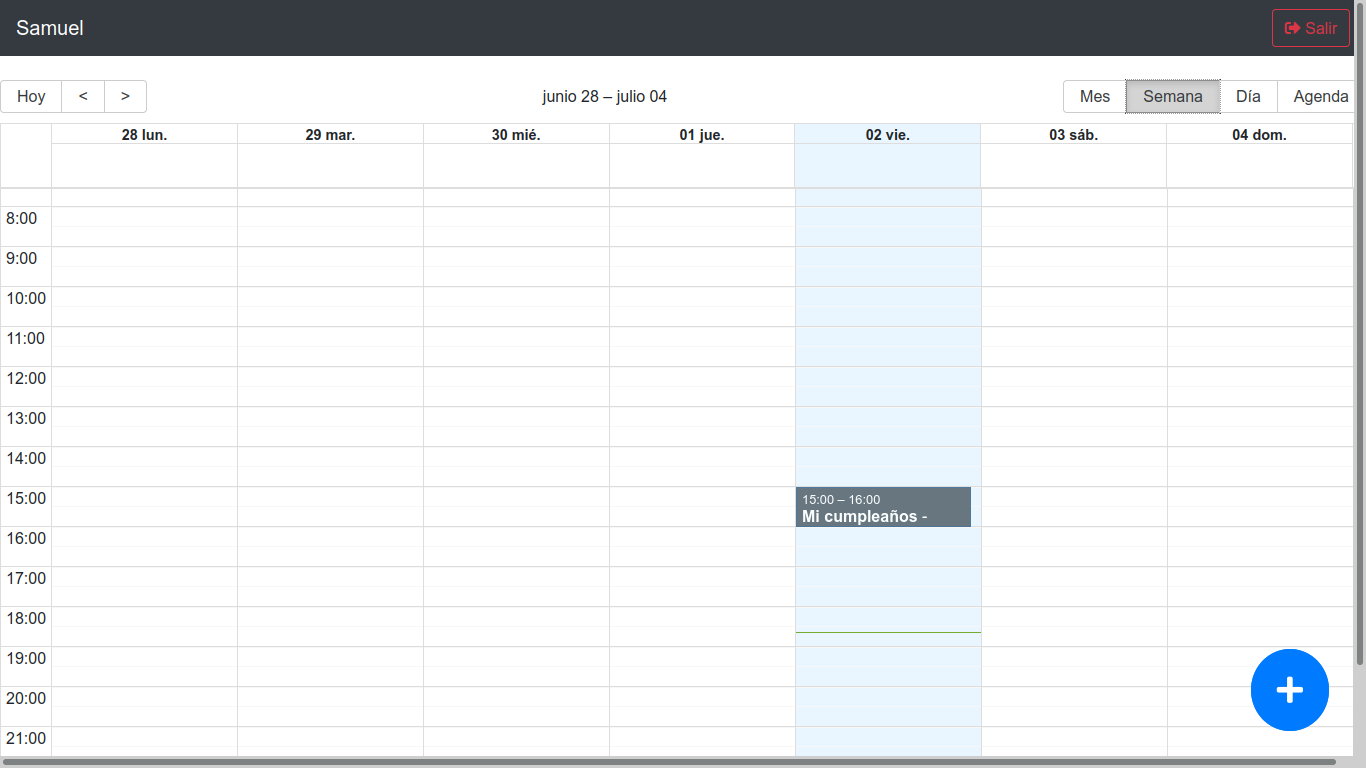 Samuel
Salir
Hoy < >
junio 28 – julio 04
Mes Semana Día Agenda
28 lun. 29 mar. 30 mié. 01 jue. 02 vie. 03 sáb. 04 dom.
8:00
9:00
10:00
11:00
12:00
13:00
14:00
15:00
15:00 – 16:00
Mi cumpleaños -
16:00
17:00
18:00
19:00
20:00
21:00